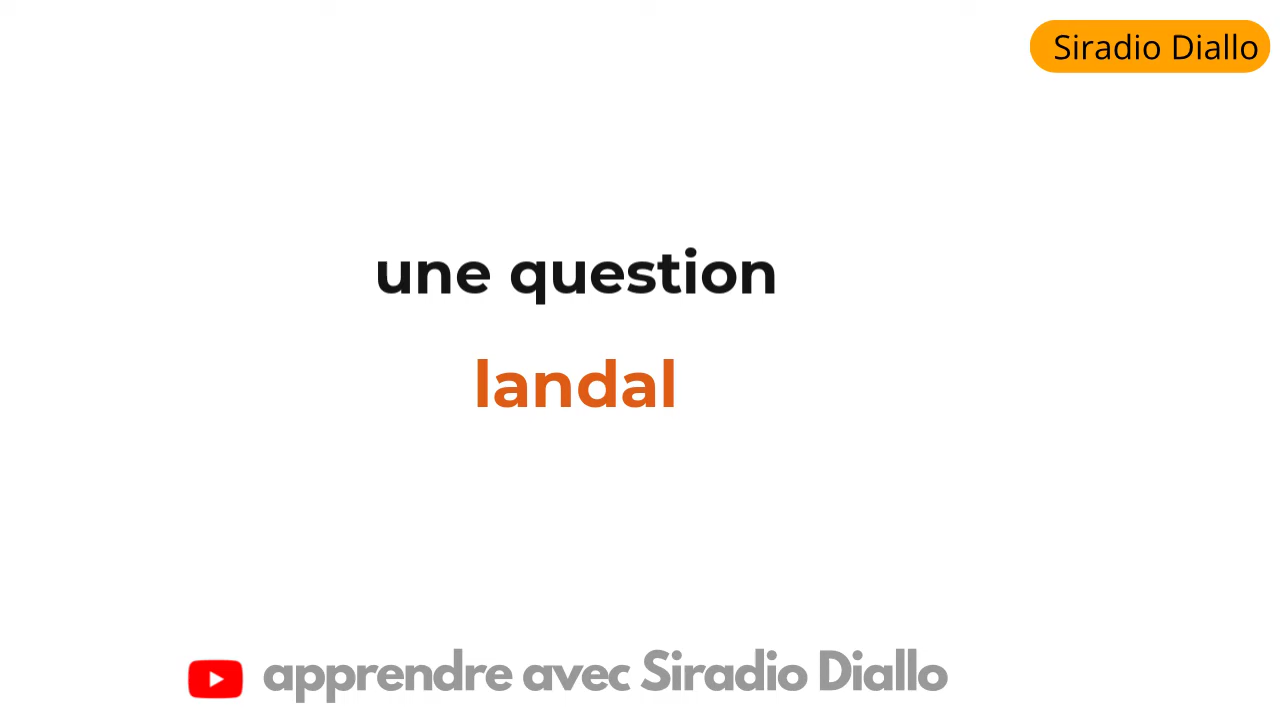 Siradio Diallo
une question
landal
apprendre avec Siradio Diallo